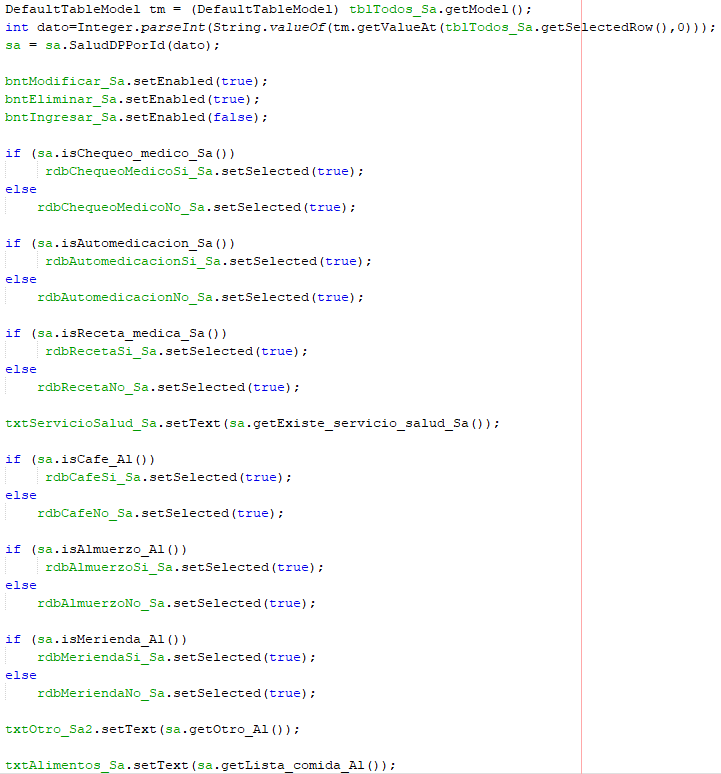 DefaultTableModel tm = (DefaultTableModel) tblTodos_Sa.getModel();
int dato=Integer.parseInt(String.valueOf(tm.getValueAt(tblTodos_Sa.getSelectedRow(),0)));
sa = sa.SaludDPPorId(dato);

bntModificar_Sa.setEnabled(true);
bntEliminar_Sa.setEnabled(true);
bntIngresar_Sa.setEnabled(false);

if (sa.isChequeo_medico_Sa())
     rdbChequeoMedicoSi_Sa.setSelected(true);
else
    rdbChequeoMedicoNo_Sa.setSelected(true);

if (sa.isAutomedicacion_Sa())
     rdbAutomedicacionSi_Sa.setSelected(true);
else
    rdbAutomedicacionNo_Sa.setSelected(true);

if (sa.isReceta_medica_Sa())
     rdbRecetaSi_Sa.setSelected(true);
else
    rdbRecetaNo_Sa.setSelected(true);

txtServicioSalud_Sa.setText(sa.getExiste_servicio_salud_Sa());

if (sa.isCafe_Al())
     rdbCafeSi_Sa.setSelected(true);
else
    rdbCafeNo_Sa.setSelected(true);

if (sa.isAlmuerzo_Al())
     rdbAlmuerzoSi_Sa.setSelected(true);
else
    rdbAlmuerzoNo_Sa.setSelected(true);

if (sa.isMerienda_Al())
    rdbMeriendaSi_Sa.setSelected(true);
else
    rdbMeriendaNo_Sa.setSelected(true);

txtOtro_Sa2.setText(sa.getOtro_Al());

txtAlimentos_Sa.setText(sa.getLista_comida_Al());